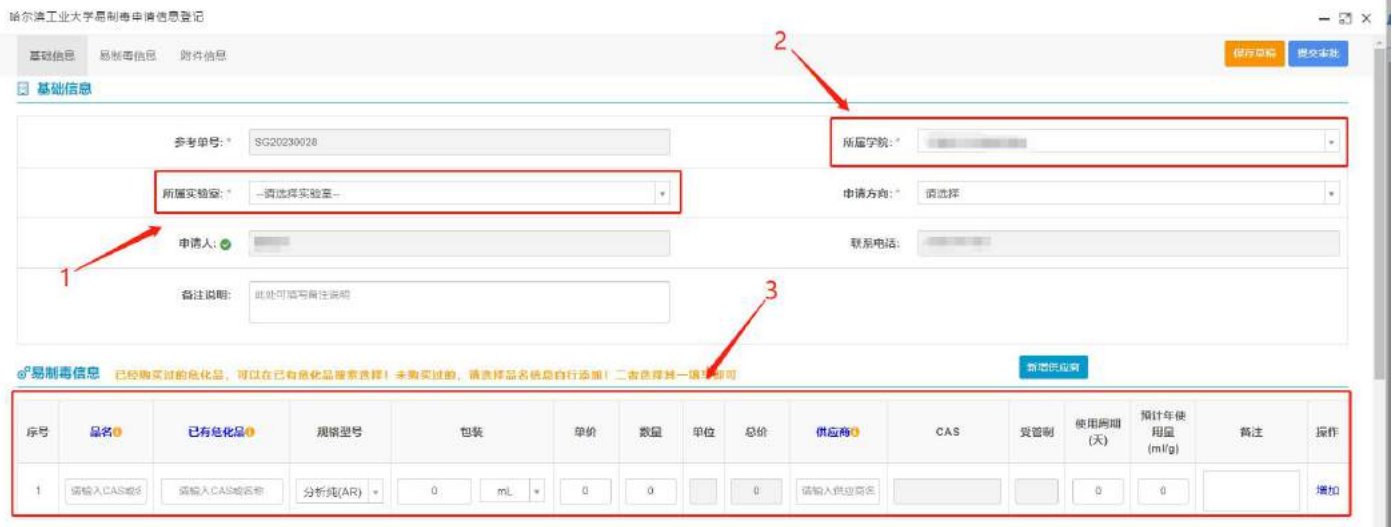 哈尔滨工业大学易制毒申请信息登记
基础信息 易制毒信息 附件信息 保存草稿 提交审批
2
基础信息
参考单号: * SG20230028 所属学院: *
所属实验室: * --请选择实验室-- 申请方向: * 请选择
申请人: 联系电话:
1
备注说明: 此处可填写备注说明
3
易制毒信息 已经购买过的危化品，可以在已有危化品搜索选择！未购买过的，请选择品名信息自行添加！二者选择其一填写即可 新增供应商
序号 品名 已有危化品 规格型号 包装 单价 数量 单位 总价 供应商 CAS 受管制 使用周期(天) 预计年使用量(ml/g) 备注 操作
1 请输入CAS或名 请输入CAS或名称 分析纯(AR) 0 mL 0 0 0 请输入供应商名 0 0 增加